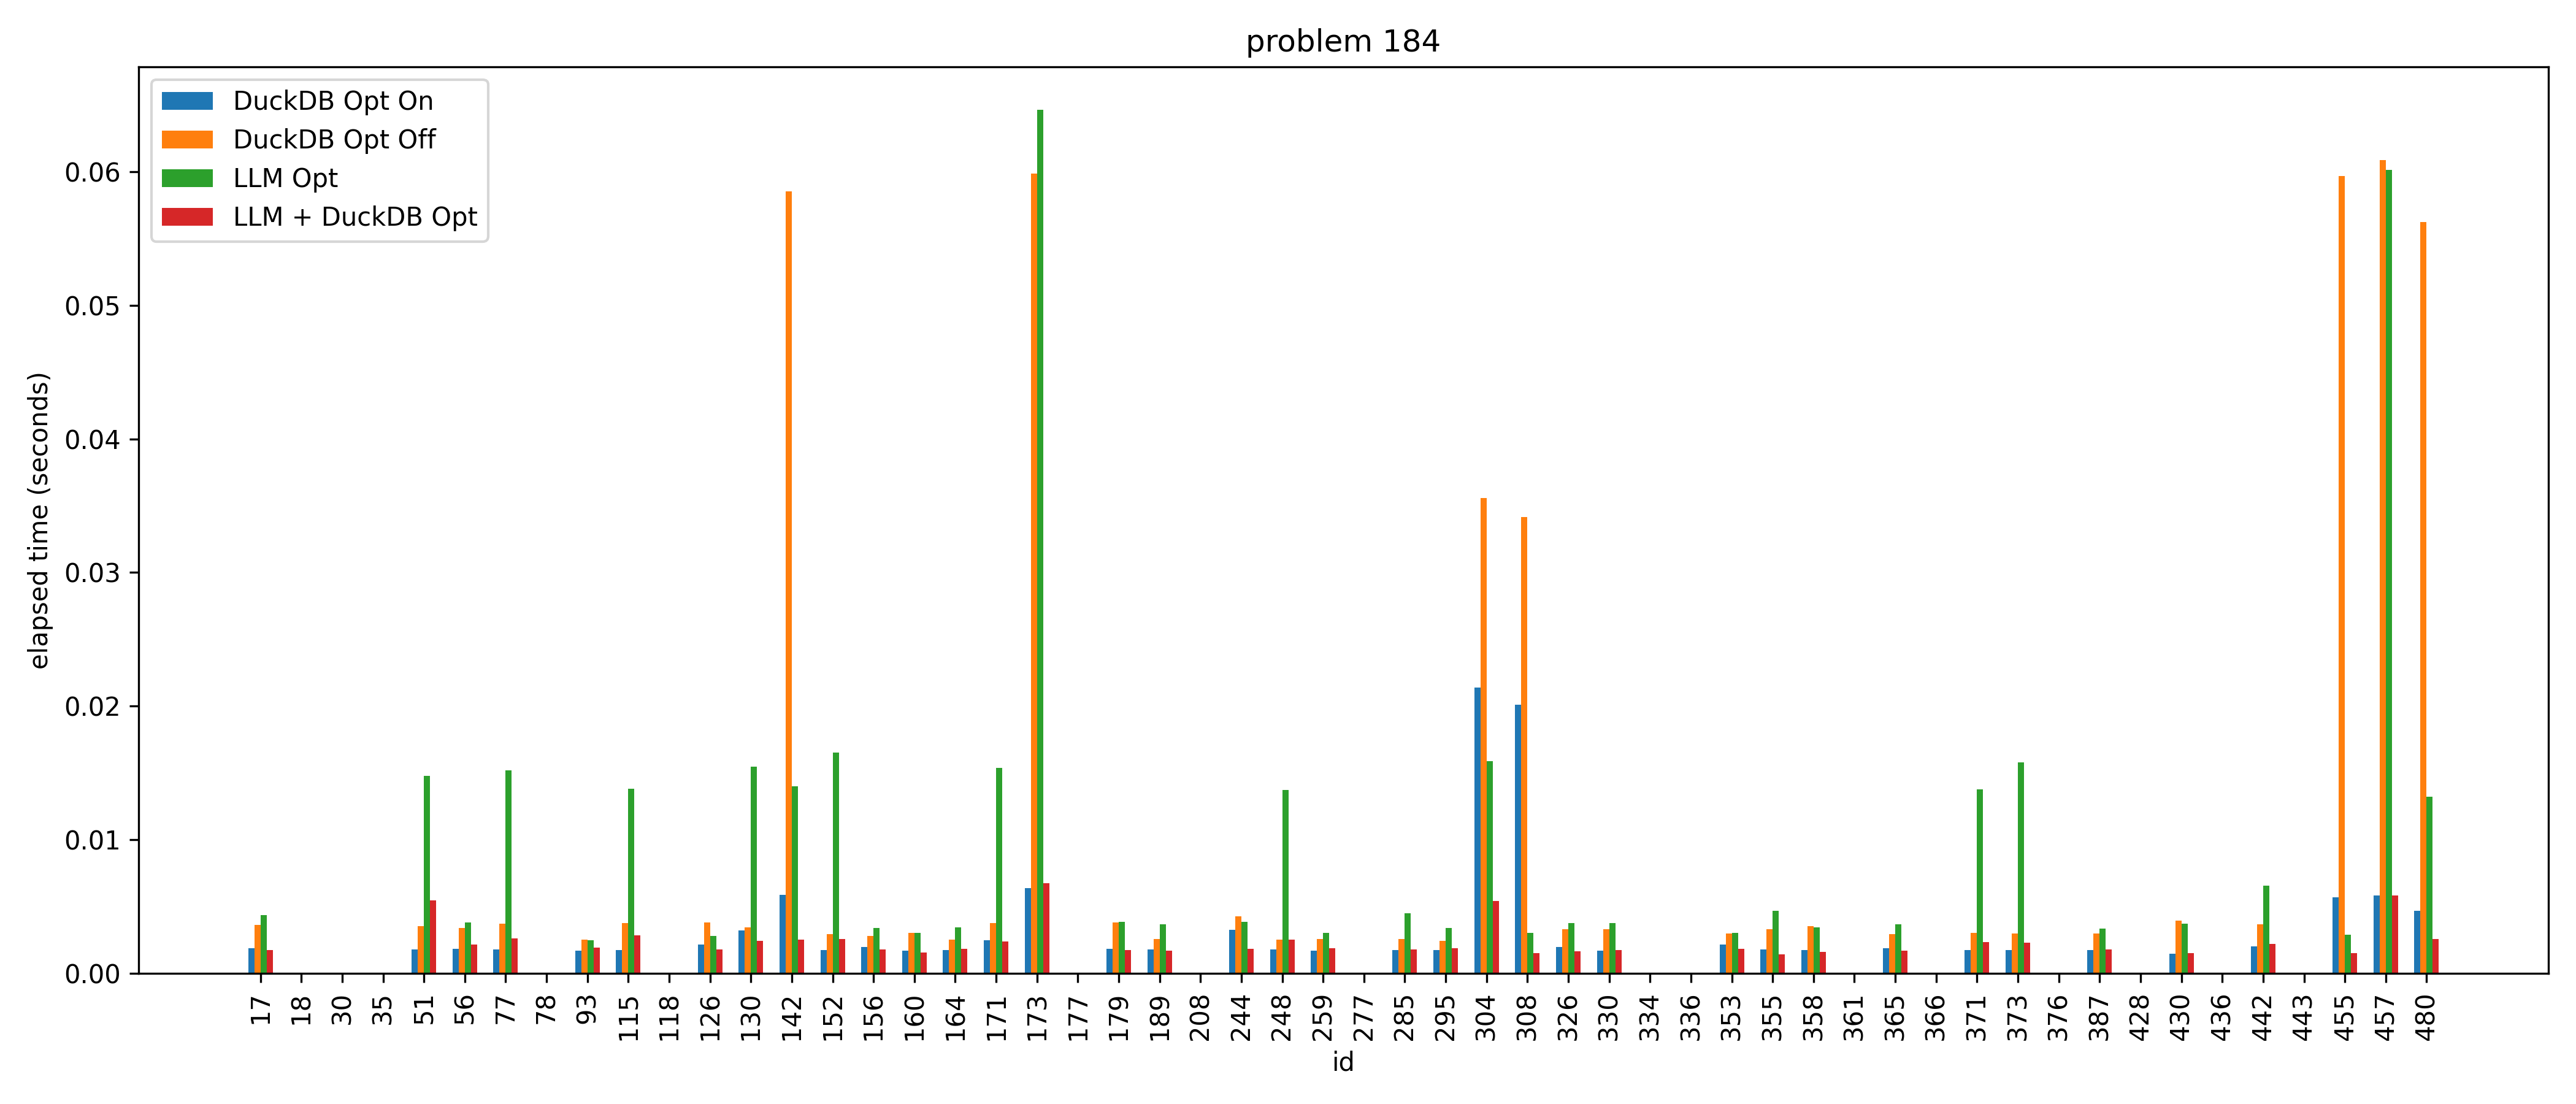 problem 184
DuckDB Opt On
DuckDB Opt Off
LLM Opt
LLM + DuckDB Opt
elapsed time (seconds)
0.06
0.05
0.04
0.03
0.02
0.01
0.00
17 18 30 35 51 56 77 78 93 115 118 126 130 142 152 156 160 164 171 173 177 179 189 208 244 248 259 277 285 295 304 308 326 330 334 336 353 355 358 361 365 366 371 373 376 387 428 430 436 442 443 455 457 480
id